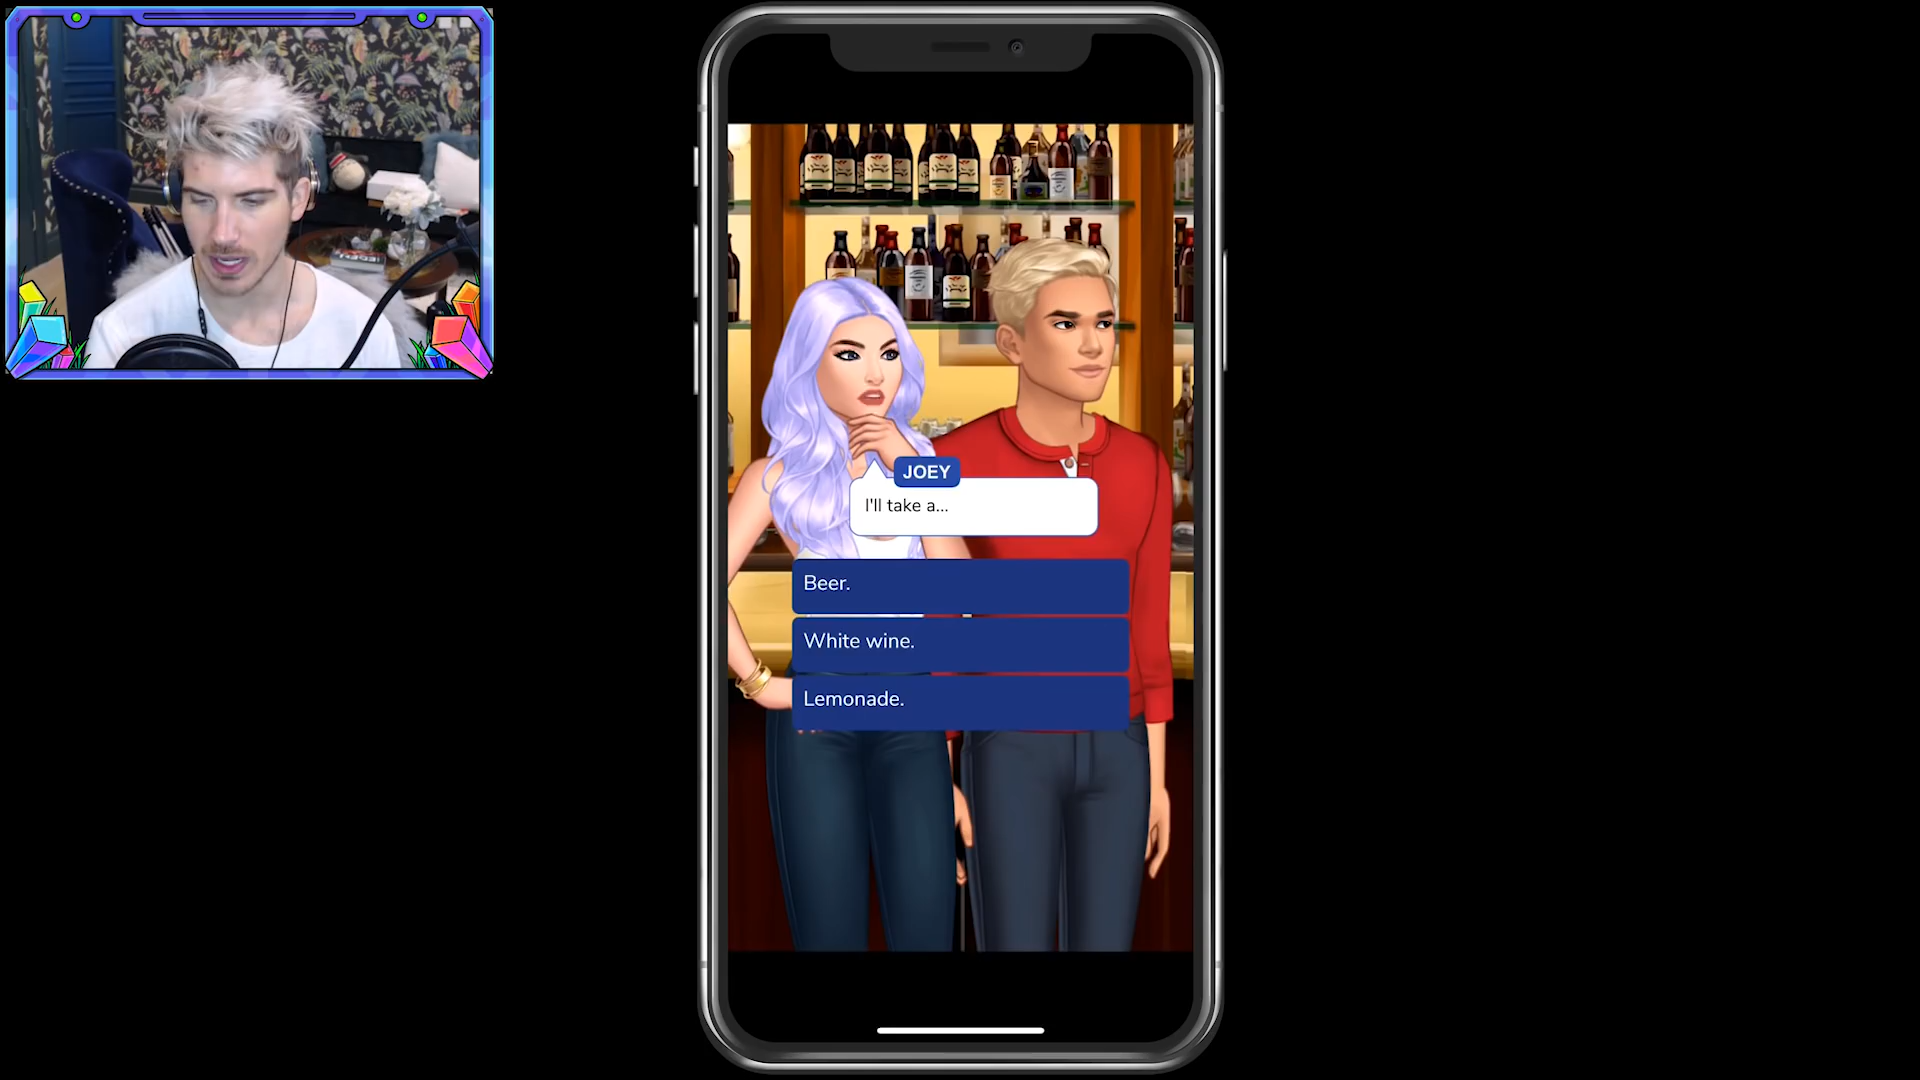 JOEY
I'll take a...
Beer.
White wine.
Lemonade.